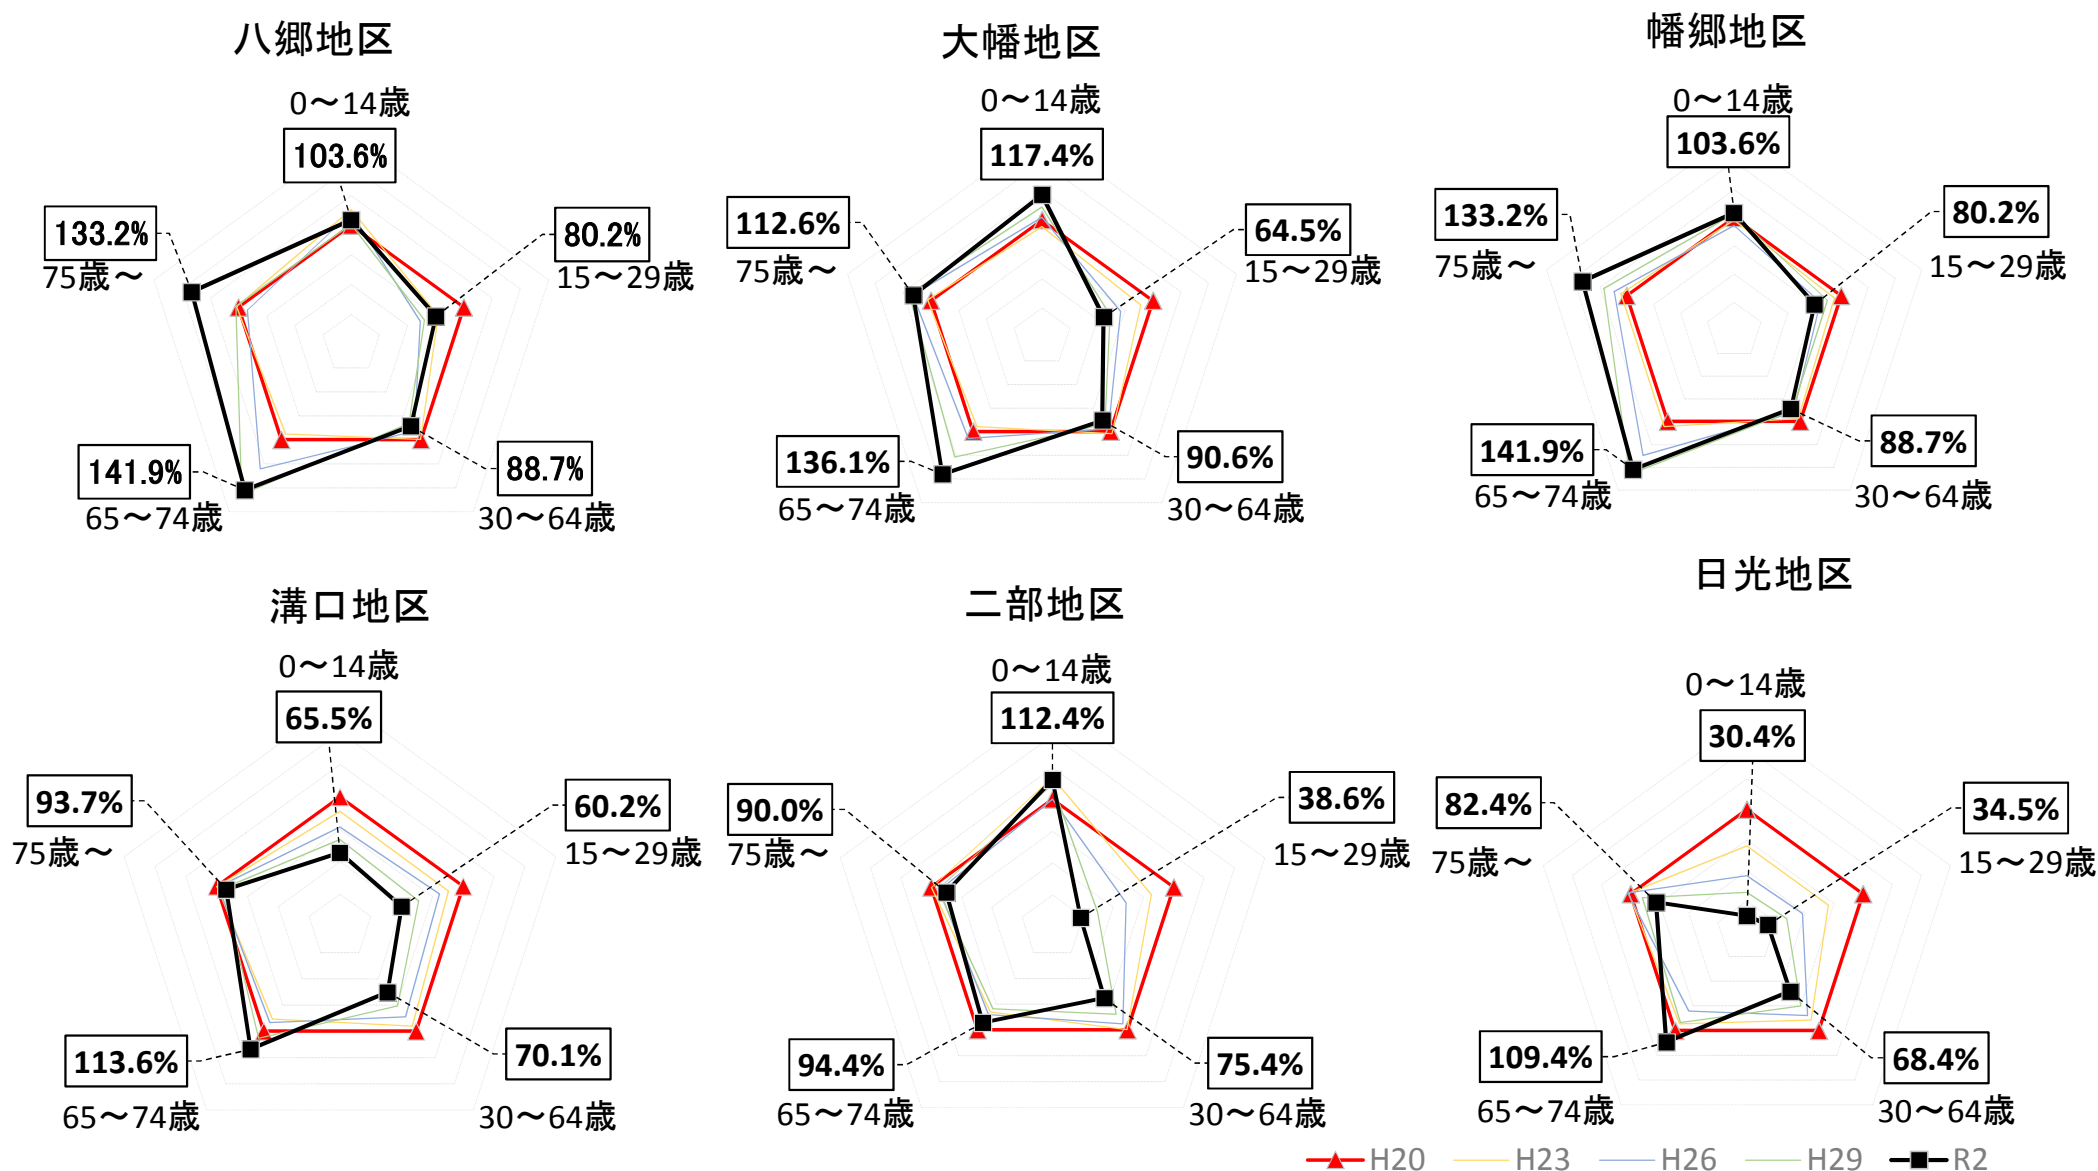 八郷地区
0～14歳
103.6%
133.2%
75歳～
80.2%
15～29歳
141.9%
65～74歳
88.7%
30～64歳
大幡地区
0～14歳
117.4%
112.6%
75歳～
64.5%
15～29歳
136.1%
65～74歳
90.6%
30～64歳
幡郷地区
0～14歳
103.6%
133.2%
75歳～
80.2%
15～29歳
141.9%
65～74歳
88.7%
30～64歳
溝口地区
0～14歳
65.5%
93.7%
75歳～
60.2%
15～29歳
113.6%
65～74歳
70.1%
30～64歳
二部地区
0～14歳
112.4%
90.0%
75歳～
38.6%
15～29歳
94.4%
65～74歳
75.4%
30～64歳
日光地区
0～14歳
30.4%
82.4%
75歳～
34.5%
15～29歳
109.4%
65～74歳
68.4%
30～64歳
H20 H23 H26 H29 R2